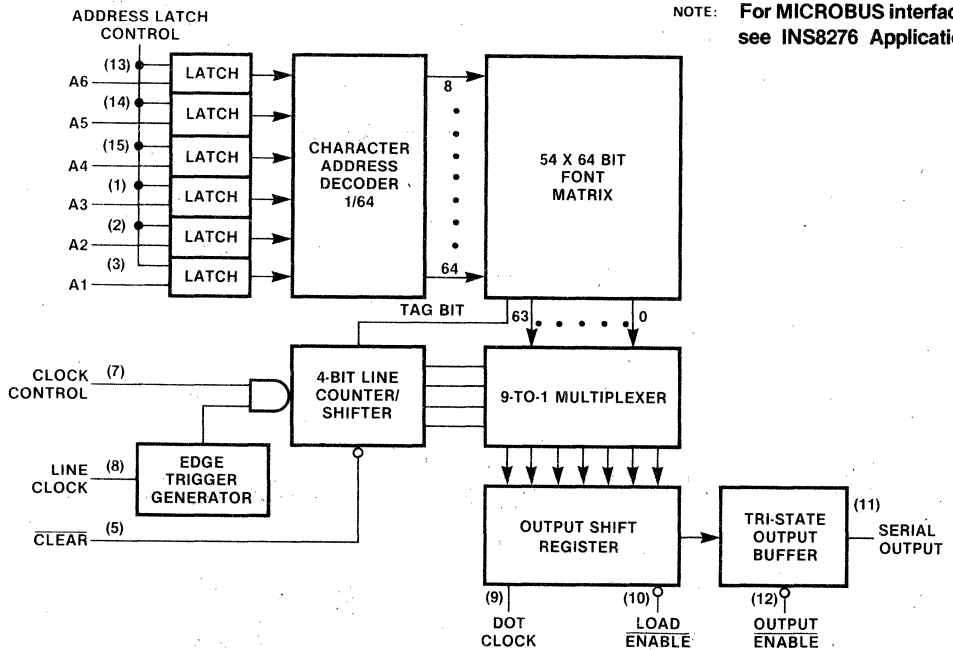 ADDRESS LATCH
CONTROL
NOTE: For MICROBUS interfac
see INS8276 Applicati
(13)
A6
LATCH
(14)
A5
LATCH
(15)
A4
LATCH
(1)
A3
LATCH
(2)
A2
LATCH
(3)
A1
LATCH
CHARACTER
ADDRESS
DECODER
1/64
8
64
54 X 64 BIT
FONT
MATRIX
TAG BIT
63
0
CLOCK
CONTROL
(7)
4-BIT LINE
COUNTER/
SHIFTER
9-TO-1 MULTIPLEXER
LINE
CLOCK
(8)
EDGE
TRIGGER
GENERATOR
CLEAR
(5)
OUTPUT SHIFT
REGISTER
TRI-STATE
OUTPUT
BUFFER
(11)
SERIAL
OUTPUT
(9)
DOT
CLOCK
(10)
LOAD
ENABLE
(12)
OUTPUT
ENABLE